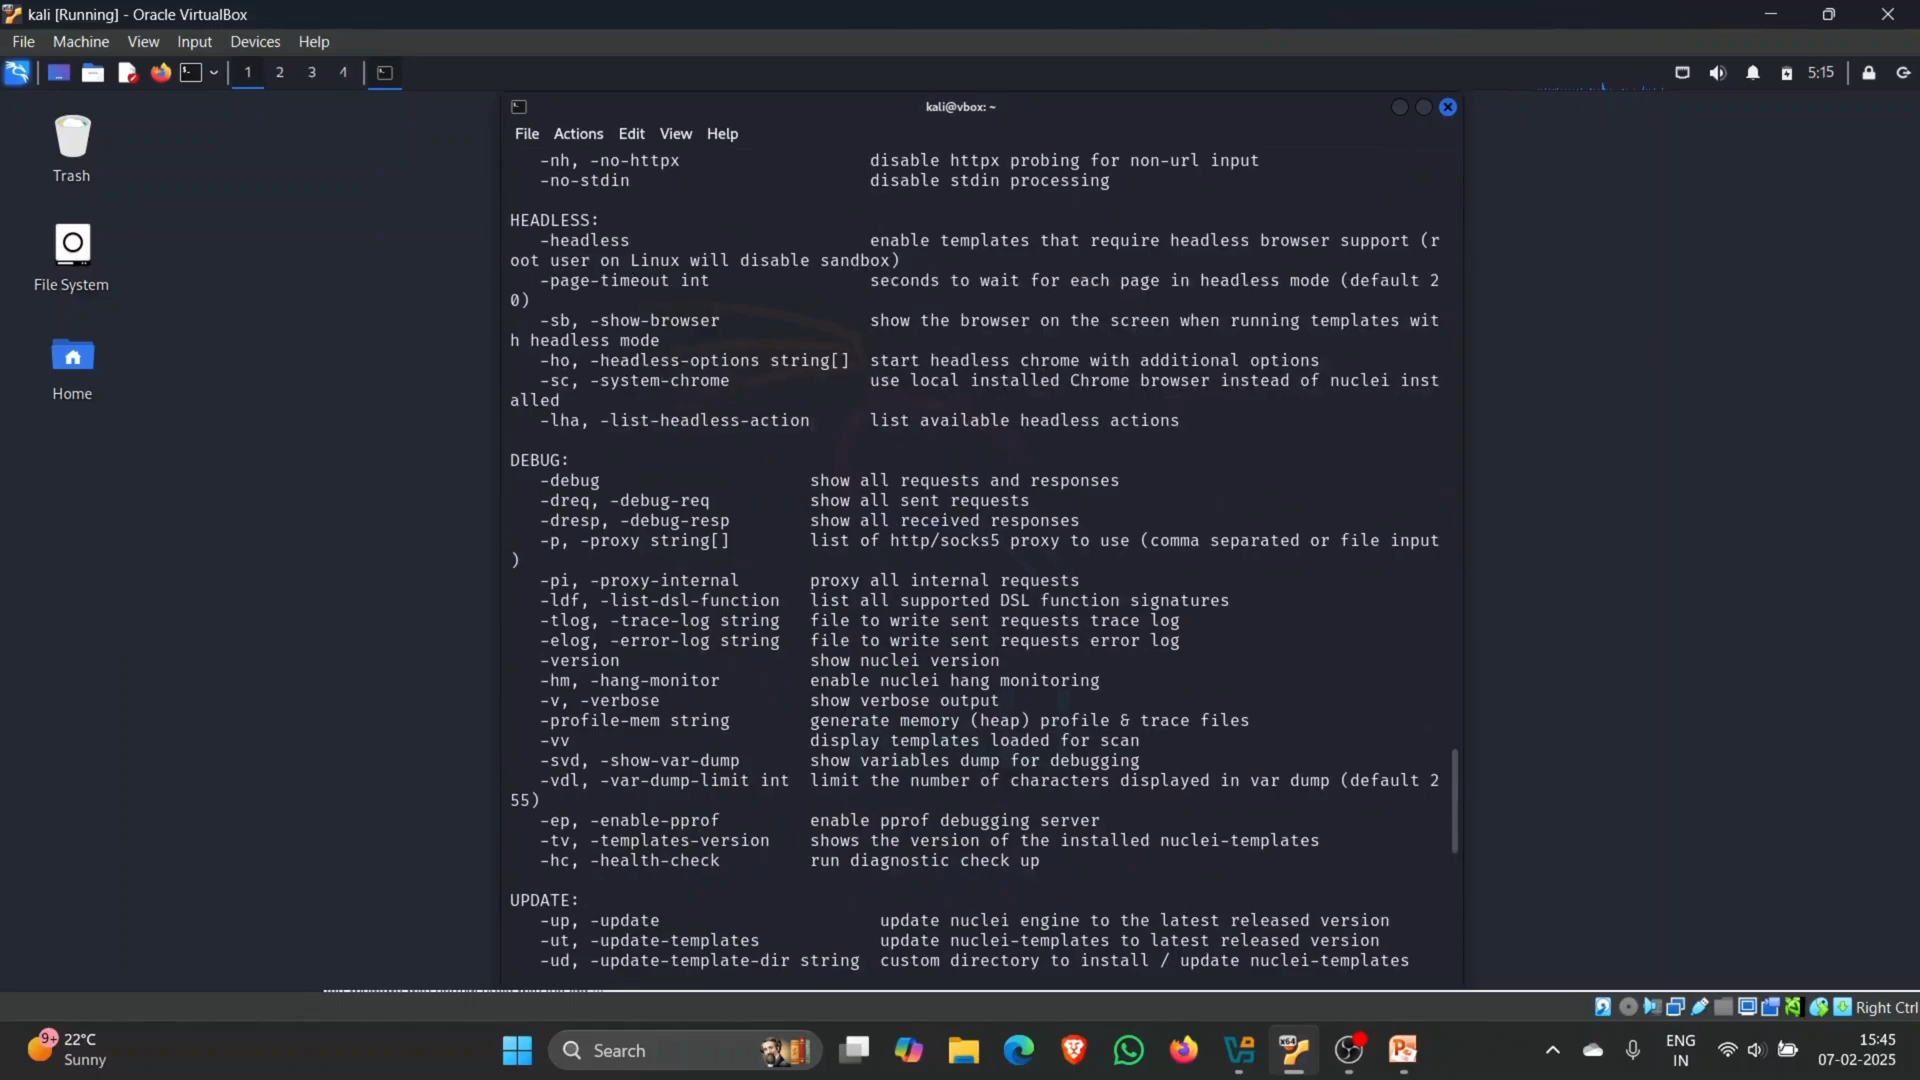 kali [Running] - Oracle VirtualBox
File Machine View Input Devices Help
1 2 3 4
5:15
Trash
File System
Home
kali@vbox: ~
File Actions Edit View Help
-nh, -no-httpx disable httpx probing for non-url input
-no-stdin disable stdin processing
HEADLESS:
-headless enable templates that require headless browser support (r
oot user on Linux will disable sandbox)
-page-timeout int seconds to wait for each page in headless mode (default 2
0)
-sb, -show-browser show the browser on the screen when running templates wit
h headless mode
-ho, -headless-options string[] start headless chrome with additional options
-sc, -system-chrome use local installed Chrome browser instead of nuclei inst
alled
-lha, -list-headless-action list available headless actions
DEBUG:
-debug show all requests and responses
-dreq, -debug-req show all sent requests
-dresp, -debug-resp show all received responses
-p, -proxy string[] list of http/socks5 proxy to use (comma separated or file input
)
-pi, -proxy-internal proxy all internal requests
-ldf, -list-dsl-function list all supported DSL function signatures
-tlog, -trace-log string file to write sent requests trace log
-elog, -error-log string file to write sent requests error log
-version show nuclei version
-hm, -hang-monitor enable nuclei hang monitoring
-v, -verbose show verbose output
-profile-mem string generate memory (heap) profile & trace files
-vv display templates loaded for scan
-svd, -show-var-dump show variables dump for debugging
-vdl, -var-dump-limit int limit the number of characters displayed in var dump (default 2
55)
-ep, -enable-pprof enable pprof debugging server
-tv, -templates-version shows the version of the installed nuclei-templates
-hc, -health-check run diagnostic check up
UPDATE:
-up, -update update nuclei engine to the latest released version
-ut, -update-templates update nuclei-templates to latest released version
-ud, -update-template-dir string custom directory to install / update nuclei-templates
Right Ctrl
9+
22°C
Sunny
Search
ENG
IN
15:45
07-02-2025